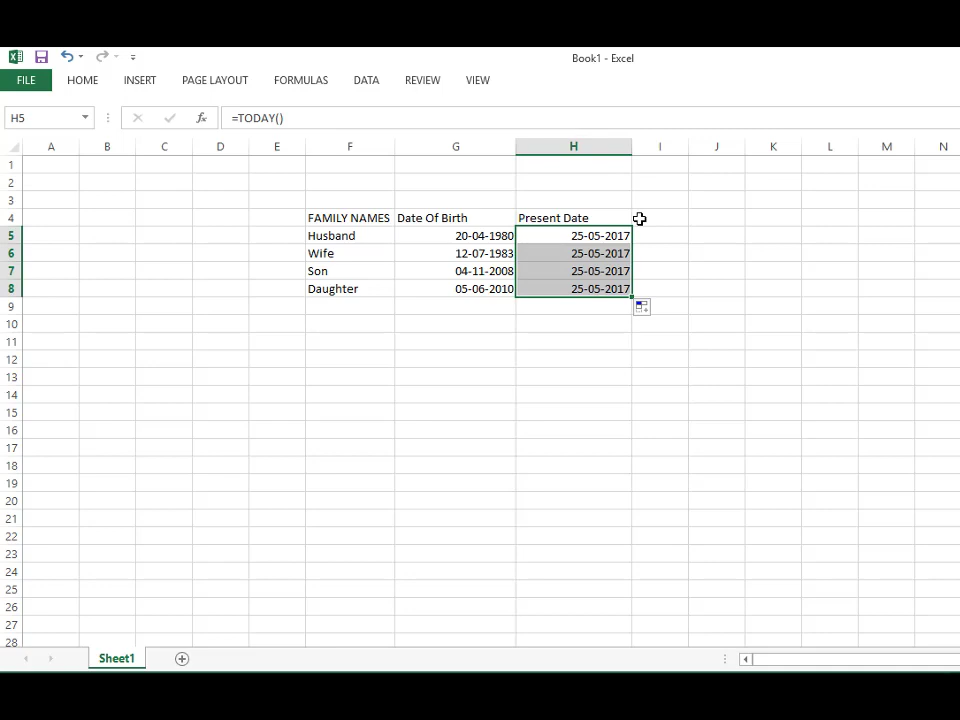 Book1 - Excel
FILE HOME INSERT PAGE LAYOUT FORMULAS DATA REVIEW VIEW
H5 fx =TODAY()
A B C D E F G H I J K L M N
1
2
3
4 FAMILY NAMES Date Of Birth Present Date
5 Husband 20-04-1980 25-05-2017
6 Wife 12-07-1983 25-05-2017
7 Son 04-11-2008 25-05-2017
8 Daughter 05-06-2010 25-05-2017
9
10
11
12
13
14
15
16
17
18
19
20
21
22
23
24
25
26
27
28
Sheet1